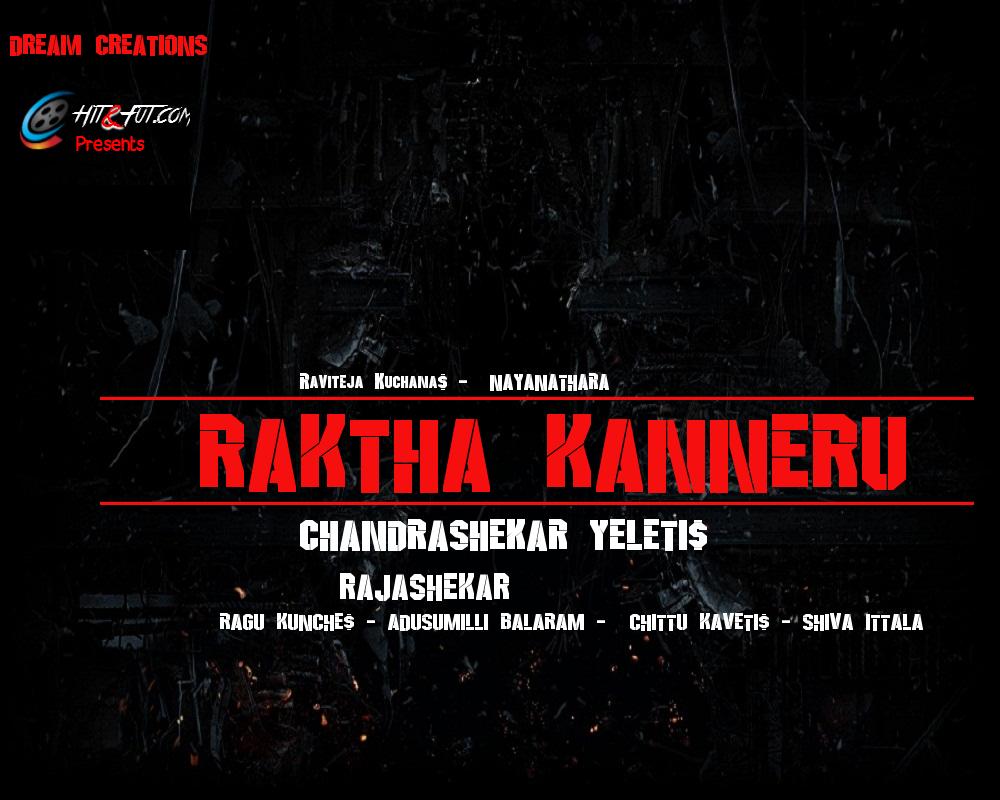 DREAM CREATIONS
HIT&FUT.COM
Presents
RAVITEJA KUCHANA$ - NAYANATHARA
RAKTHA KANNERU
CHANDRASHEKAR YELETI$
RAJASHEKAR
RAGU KUNCHE$ - ADUSUMILLI BALARAM - CHITTU KAVETI$ - SHIVA ITTALA